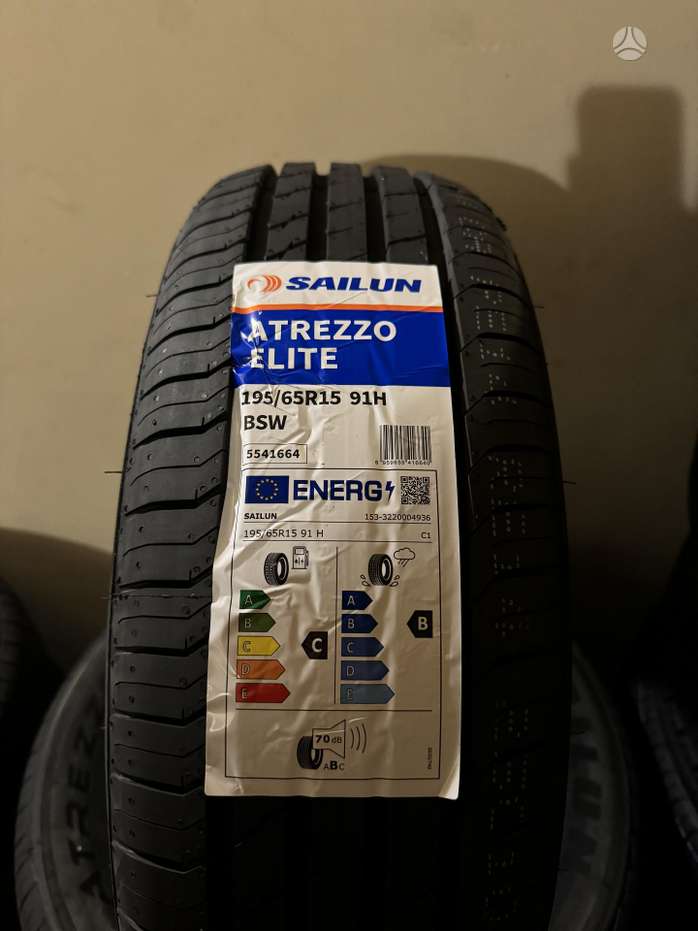 SAILUN
ATREZZO
ELITE
195/65R15 91H
BSW
5541664
ENERG
SAILUN
153-3220004936
195/65R15 91 H
C1
A
B
C
D
E
C
A
B
C
D
E
B
70 dB
ABC